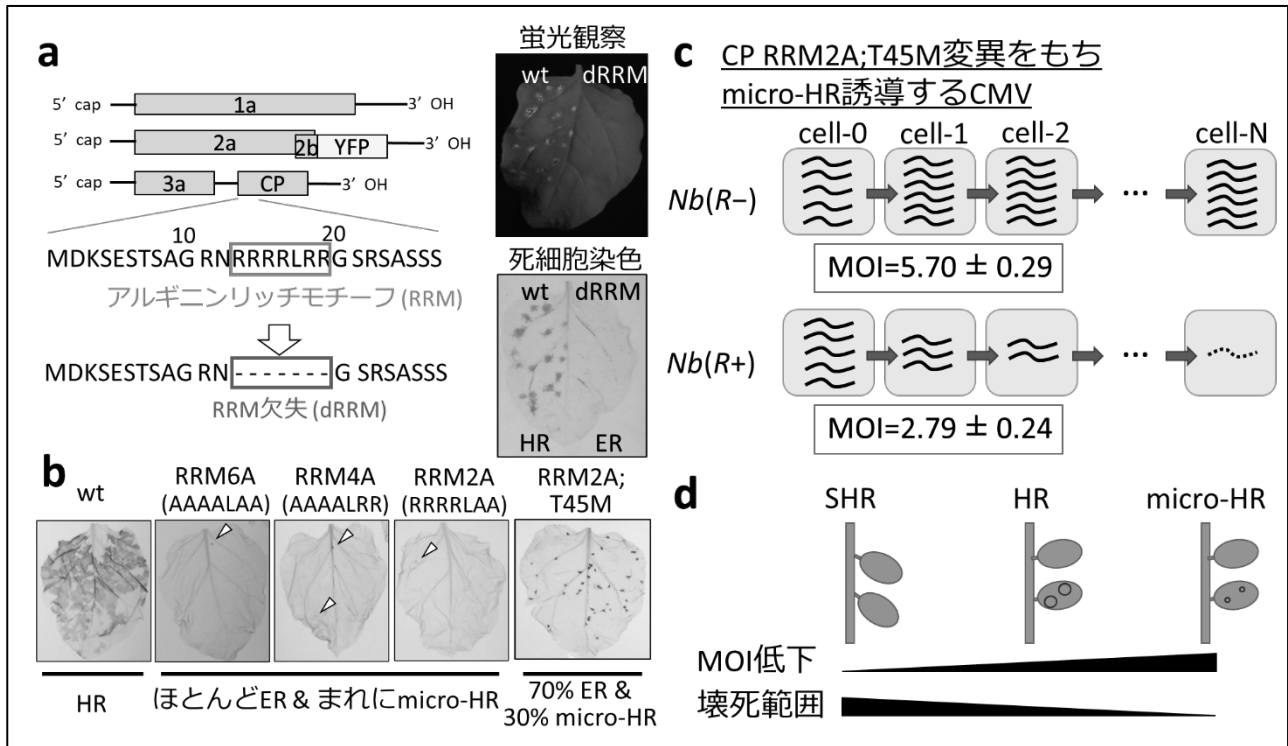 a
5’ cap 1a 3’ OH
5’ cap 2a 2b YFP 3’ OH
5’ cap 3a CP 3’ OH
10 20
MDKSESTSAG RNRRRRLRRG SRSASSS
アルギニンリッチモチーフ(RRM)
MDKSESTSAG RN-------G SRSASSS
RRM欠失(dRRM)
蛍光観察
wt dRRM
死細胞染色
wt dRRM
HR ER
b
wt
RRM6A
(AAAALAA)
RRM4A
(AAAALRR)
RRM2A
(RRRRLAA)
RRM2A;
T45M
HR
ほとんどER & まれにmicro-HR
70% ER &
30% micro-HR
c
CP RRM2A;T45M変異をもち
micro-HR誘導するCMV
cell-0 cell-1 cell-2 cell-N
Nb(R−)
…
MOI=5.70 ± 0.29
Nb(R+)
…
MOI=2.79 ± 0.24
d
SHR HR micro-HR
MOI低下
壊死範囲